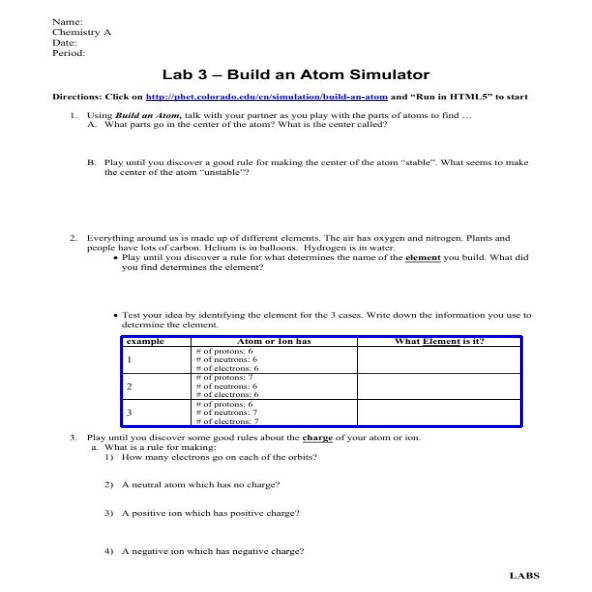 Name:
Chemistry A
Date:
Period:
Lab 3 – Build an Atom Simulator
Directions: Click on http://phet.colorado.edu/en/simulation/build-an-atom and “Run in HTML5” to start
1. Using Build an Atom, talk with your partner as you play with the parts of atoms to find …
A. What parts go in the center of the atom? What is the center called?
B. Play until you discover a good rule for making the center of the atom “stable”. What seems to make
the center of the atom “unstable”?
2. Everything around us is made up of different elements. The air has oxygen and nitrogen. Plants and
people have lots of carbon. Helium is in balloons. Hydrogen is in water.
• Play until you discover a rule for what determines the name of the element you build. What did
you find determines the element?
• Test your idea by identifying the element for the 3 cases. Write down the information you use to
determine the element.
example Atom or Ion has What Element is it?
1
# of protons: 6
# of neutrons: 6
# of electrons: 6
2
# of protons: 7
# of neutrons: 6
# of electrons: 6
3
# of protons: 6
# of neutrons: 7
# of electrons: 7
3. Play until you discover some good rules about the charge of your atom or ion.
a. What is a rule for making:
1) How many electrons go on each of the orbits?
2) A neutral atom which has no charge?
3) A positive ion which has positive charge?
4) A negative ion which has negative charge?
LABS